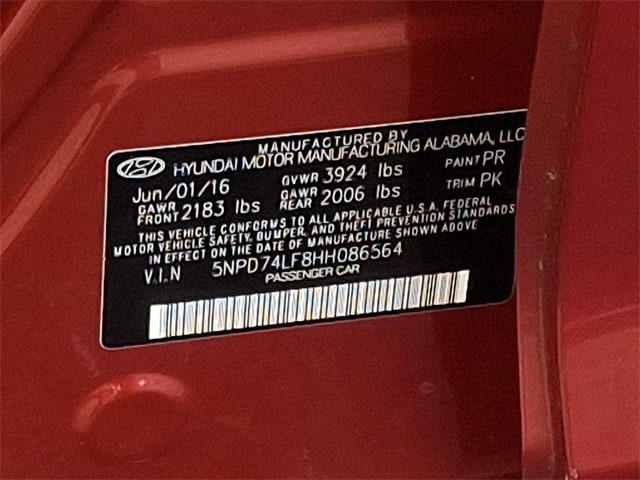 MANUFACTURED BY
HYUNDAI MOTOR MANUFACTURING ALABAMA, LLC
Jun/01/16 GVWR 3924 lbs PAINT PR
GAWR FRONT 2183 lbs GAWR REAR 2006 lbs TRIM PK
THIS VEHICLE CONFORMS TO ALL APPLICABLE U.S.A. FEDERAL
MOTOR VEHICLE SAFETY, BUMPER, AND THEFT PREVENTION STANDARDS
IN EFFECT ON THE DATE OF MANUFACTURE SHOWN ABOVE
V.I.N 5NPD74LF8HH086564
PASSENGER CAR